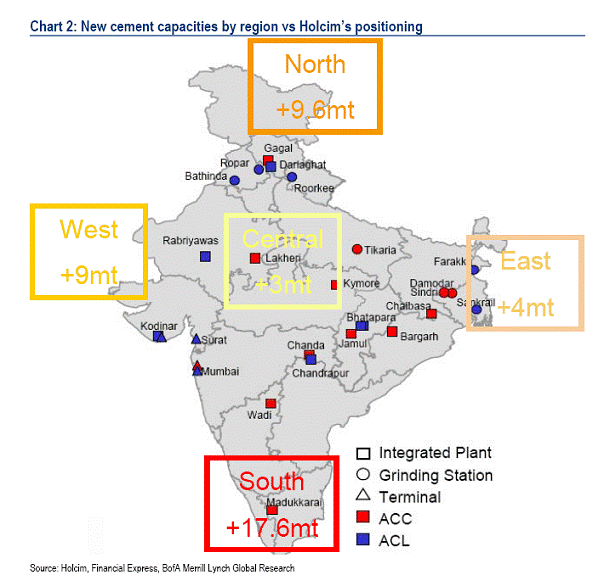 Chart 2: New cement capacities by region vs Holcim's positioning
North
+9.6mt
Gagal
Ropar
Darlaghat
Bathinda
Roorkee
West
+9mt
Rabriyawas
Central
+3mt
Lakheri
Tikaria
Kymore
East
+4mt
Farakk
Damodar
Sindri
Sankrail
Chaibasa
Kodinar
Surat
Mumbai
Bhatapara
Jamul
Bargarh
Chanda
Chandrapur
Wadi
South
+17.6mt
Madukkarai
Integrated Plant
Grinding Station
Terminal
ACC
ACL
Source: Holcim, Financial Express, BofA Merrill Lynch Global Research